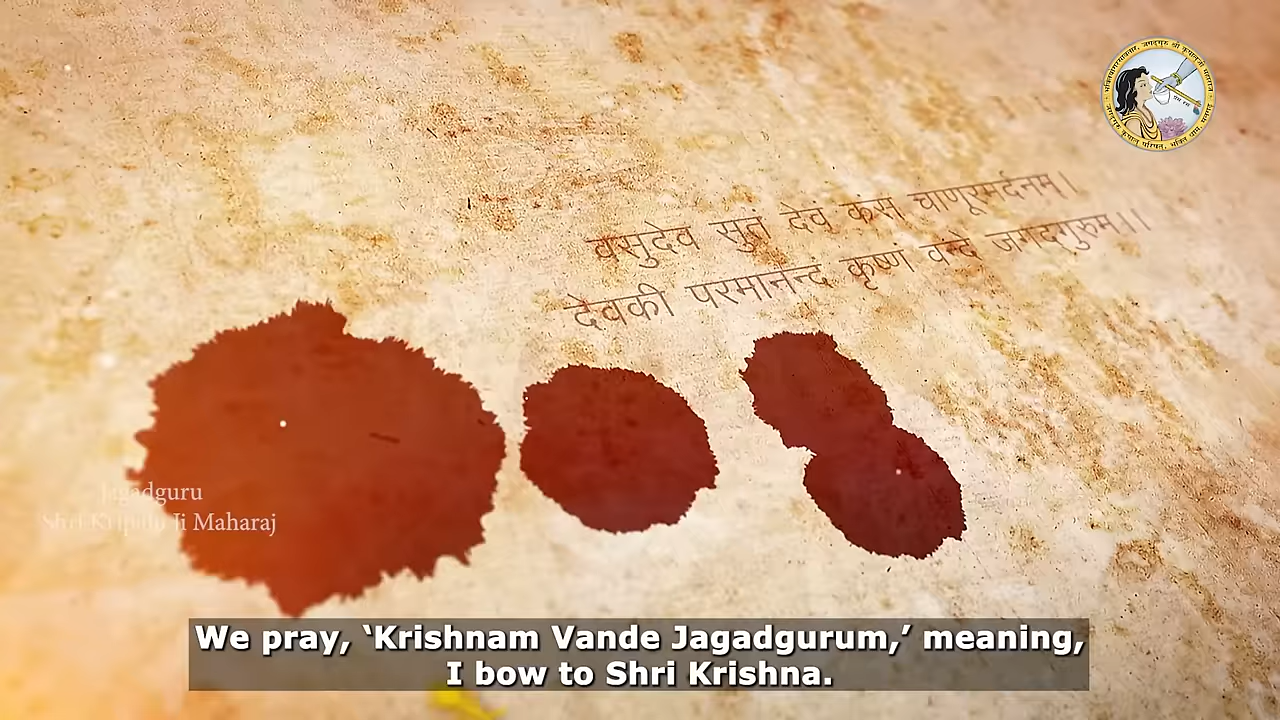 वसुदेव सुतं देवं कंस चाणूरमर्दनम्।
देवकी परमानन्दं कृष्णं वन्दे जगद्गुरुम्।।
Jagadguru
Shri Kripalu Ji Maharaj
We pray, ‘Krishnam Vande Jagadgurum,’ meaning,
I bow to Shri Krishna.